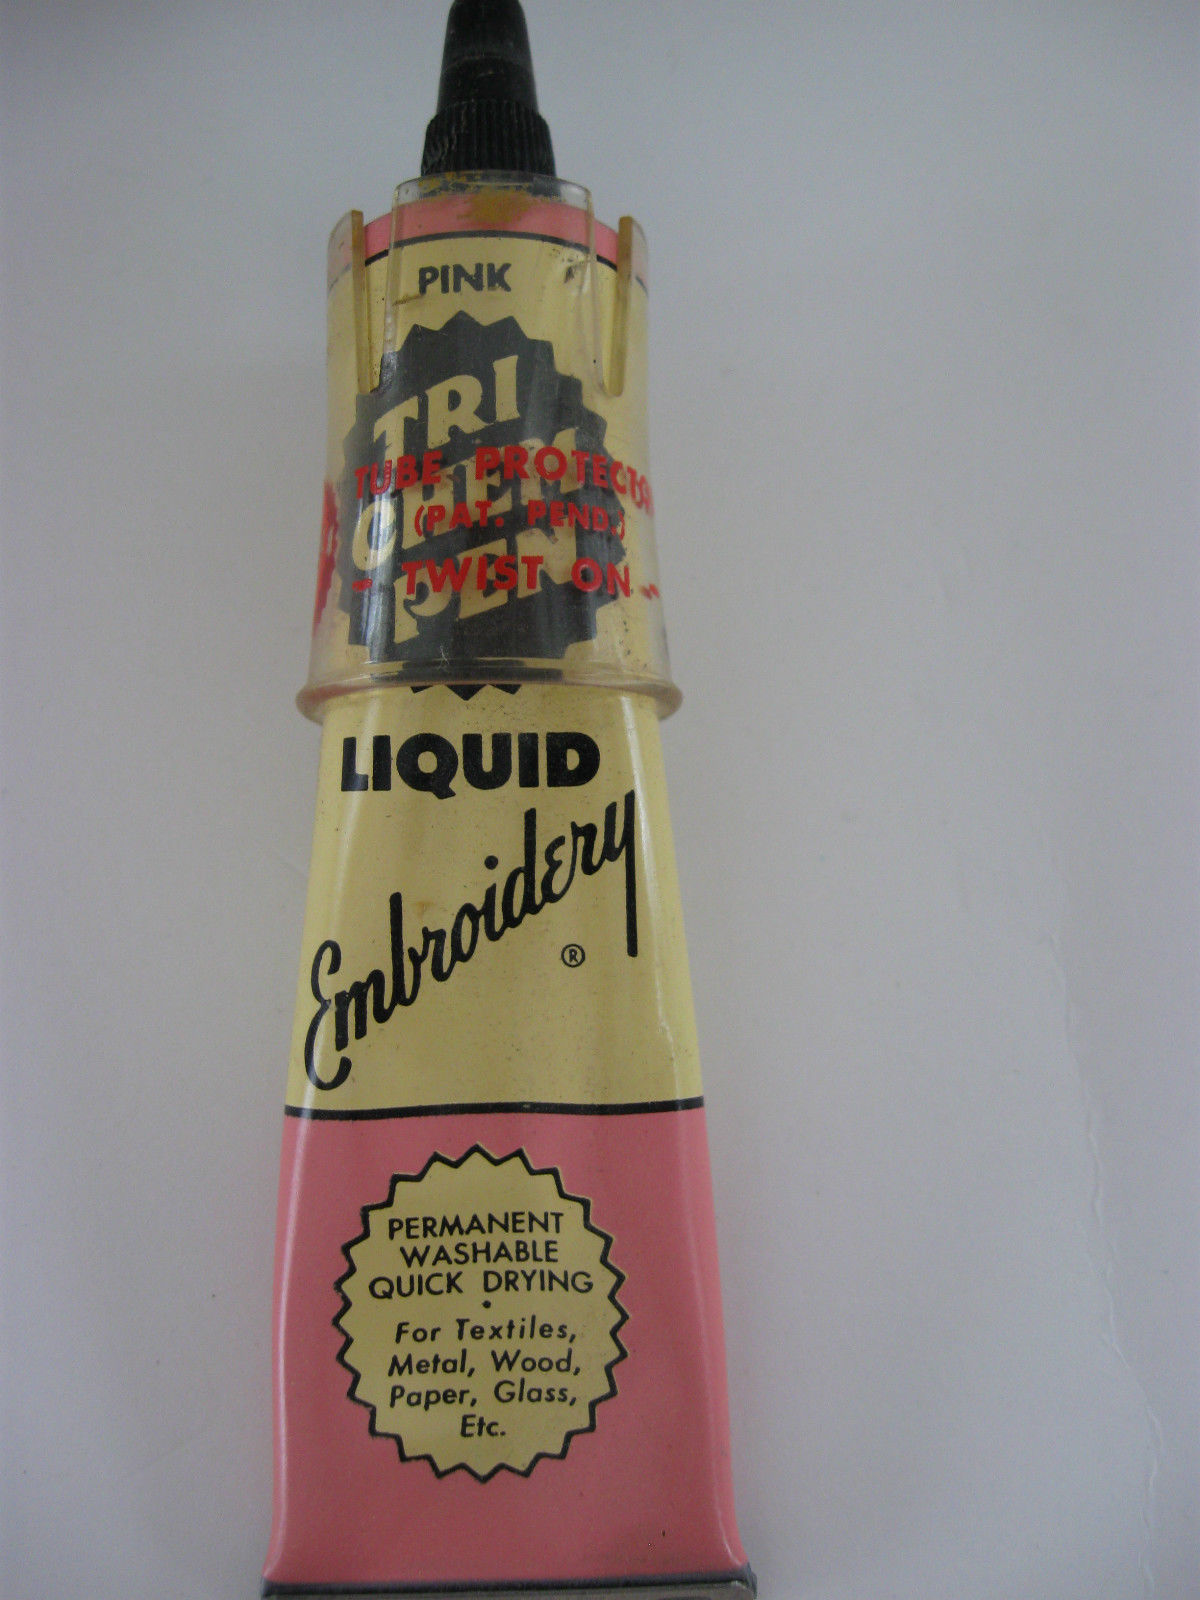 PINK
TRI
CHEM
PEN
TUBE PROTECTOR
(PAT. PEND.)
- TWIST ON -
LIQUID
Embroidery
®
PERMANENT
WASHABLE
QUICK DRYING
•
For Textiles,
Metal, Wood,
Paper, Glass,
Etc.